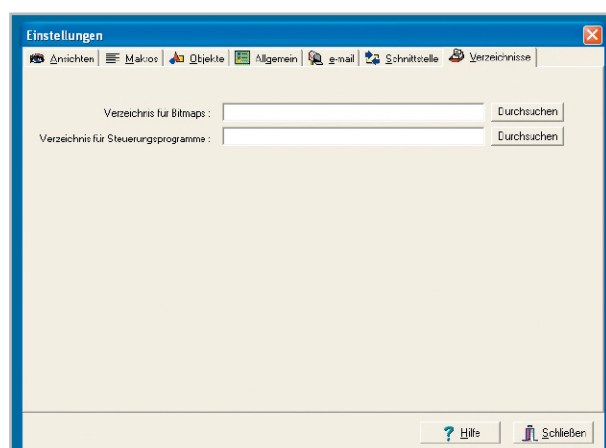 Einstellungen
Ansichten Makros Objekte Allgemein e-mail Schnittstelle Verzeichnisse
Verzeichnis für Bitmaps : Durchsuchen
Verzeichnis für Steuerungsprogramme : Durchsuchen
? Hilfe Schließen